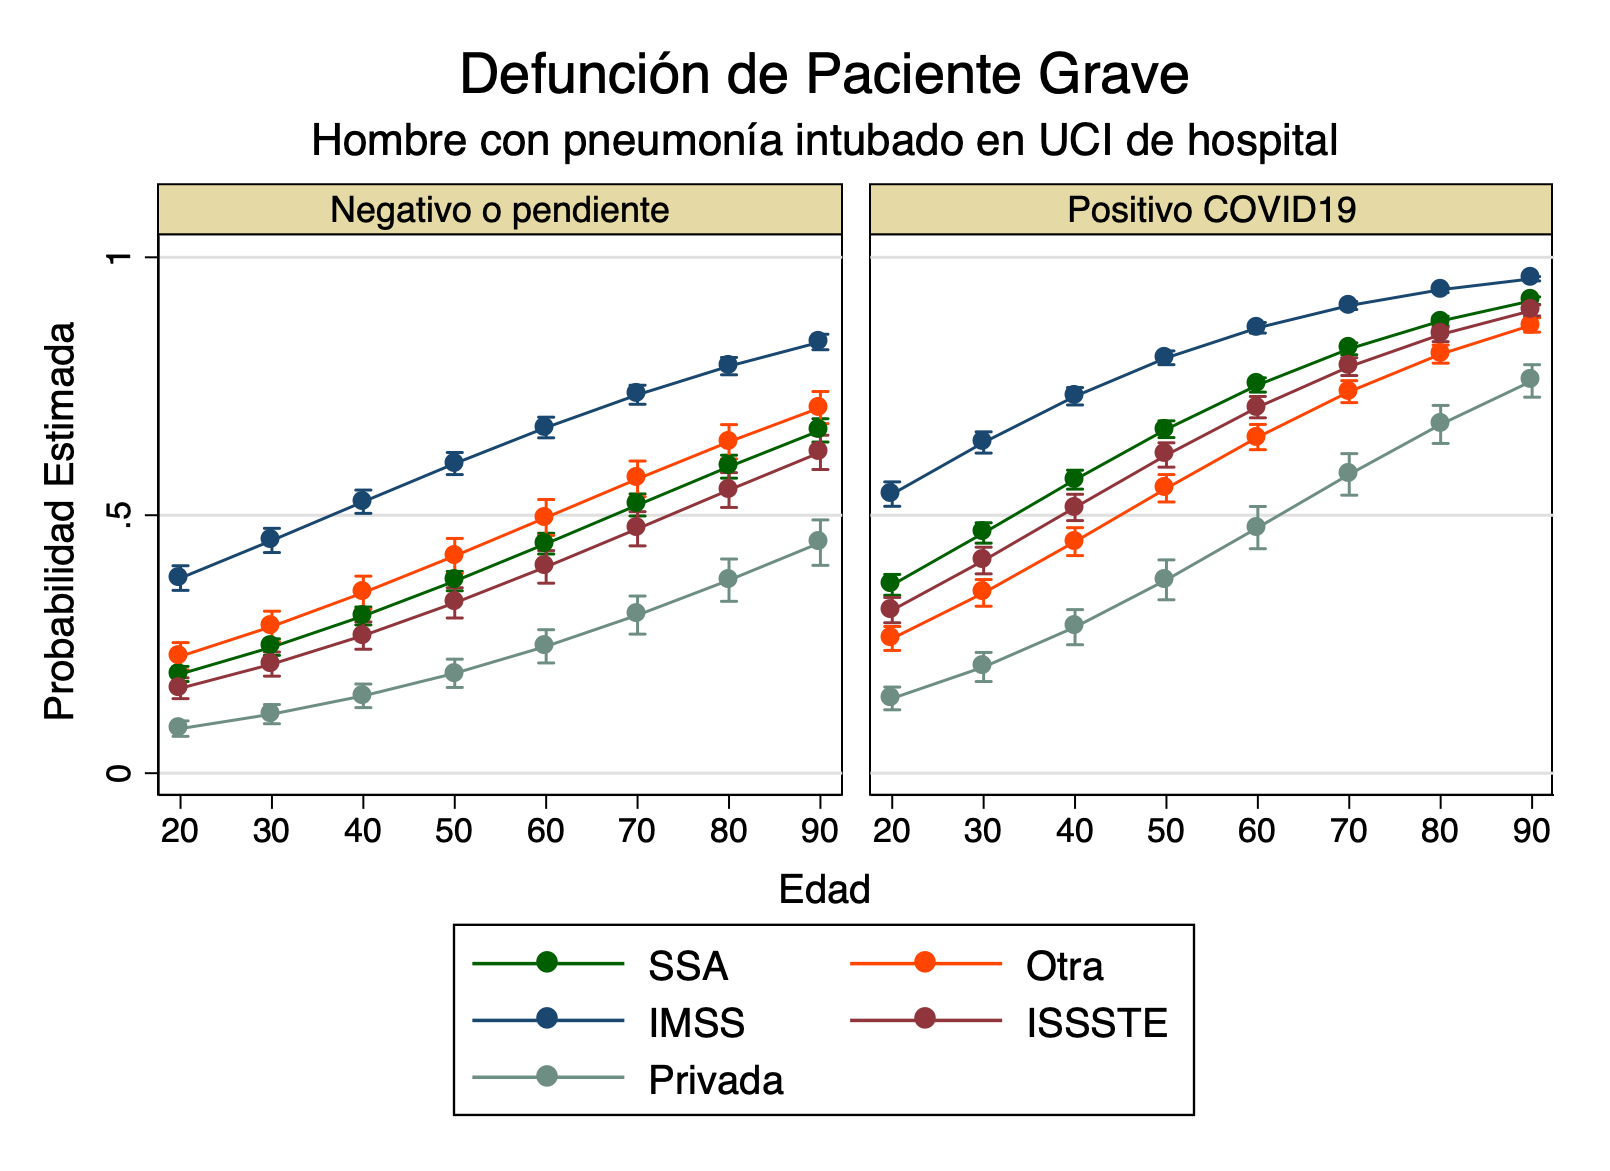 Defunción de Paciente Grave
Hombre con pneumonía intubado en UCI de hospital
Negativo o pendiente
Positivo COVID19
Probabilidad Estimada
1
.5
0
20 30 40 50 60 70 80 90
20 30 40 50 60 70 80 90
Edad
SSA
Otra
IMSS
ISSSTE
Privada